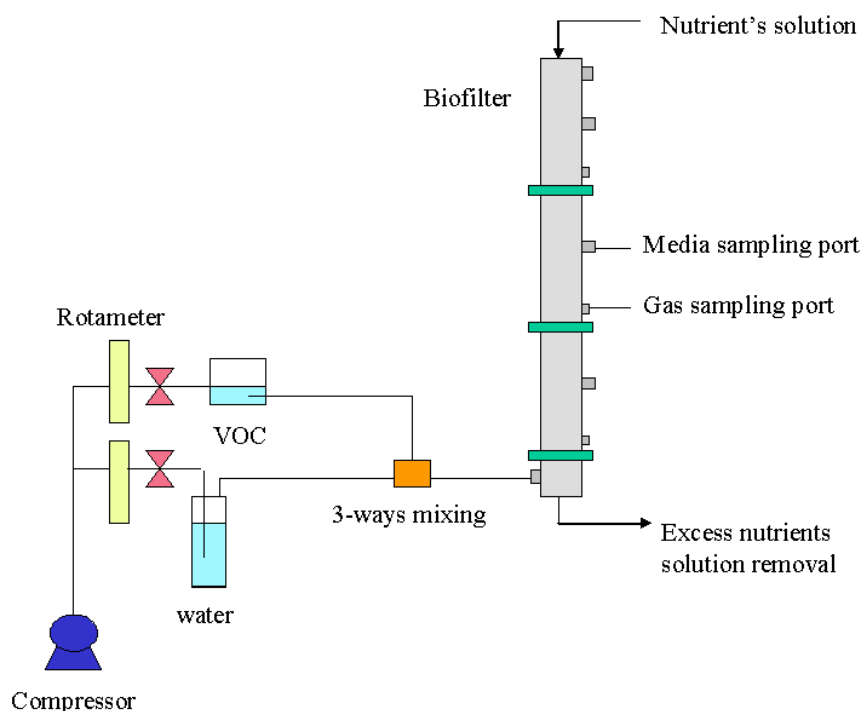 Nutrient's solution
Biofilter
Media sampling port
Gas sampling port
Rotameter
VOC
3-ways mixing
Excess nutrients
solution removal
water
Compressor